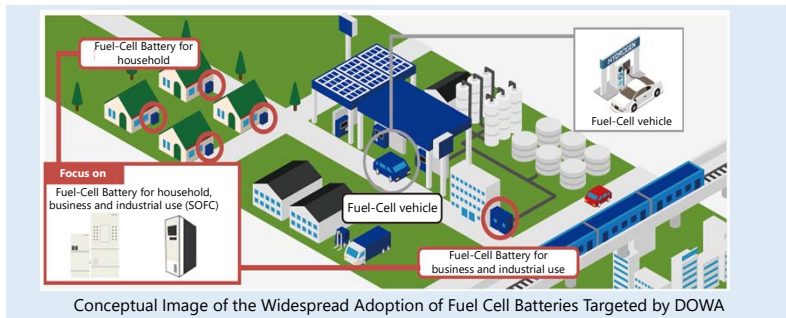 Fuel-Cell Battery for
household
HYDROGEN
Fuel-Cell vehicle
Focus on
Fuel-Cell Battery for household,
business and industrial use (SOFC)
Fuel-Cell vehicle
Fuel-Cell Battery for
business and industrial use
Conceptual Image of the Widespread Adoption of Fuel Cell Batteries Targeted by DOWA